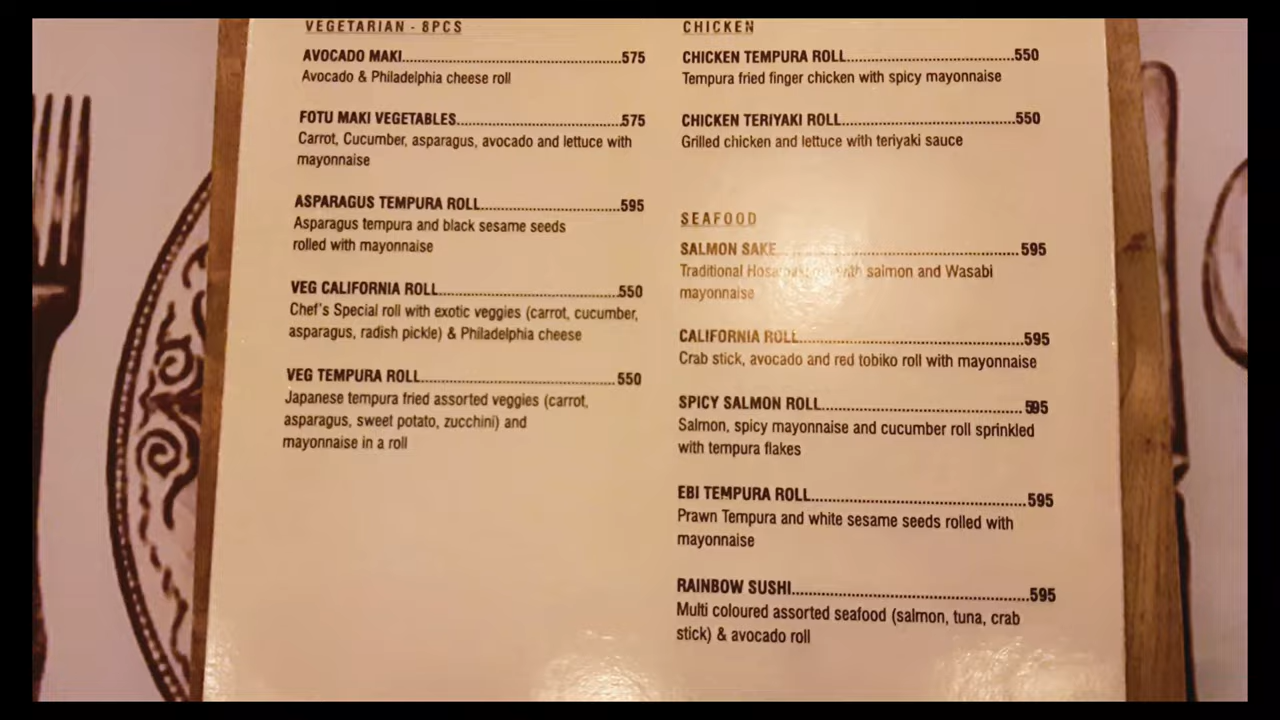 VEGETARIAN - 8PCS
AVOCADO MAKI..........575
Avocado & Philadelphia cheese roll
FOTU MAKI VEGETABLES..........575
Carrot, Cucumber, asparagus, avocado and lettuce with
mayonnaise
ASPARAGUS TEMPURA ROLL..........595
Asparagus tempura and black sesame seeds
rolled with mayonnaise
VEG CALIFORNIA ROLL..........550
Chef's Special roll with exotic veggies (carrot, cucumber,
asparagus, radish pickle) & Philadelphia cheese
VEG TEMPURA ROLL..........550
Japanese tempura fried assorted veggies (carrot,
asparagus, sweet potato, zucchini) and
mayonnaise in a roll
CHICKEN
CHICKEN TEMPURA ROLL..........550
Tempura fried finger chicken with spicy mayonnaise
CHICKEN TERIYAKI ROLL..........550
Grilled chicken and lettuce with teriyaki sauce
SEAFOOD
SALMON SAKE..........595
Traditional with salmon and Wasabi
mayonnaise
CALIFORNIA ROLL..........595
Crab stick, avocado and red tobiko roll with mayonnaise
SPICY SALMON ROLL..........595
Salmon, spicy mayonnaise and cucumber roll sprinkled
with tempura flakes
EBI TEMPURA ROLL..........595
Prawn Tempura and white sesame seeds rolled with
mayonnaise
RAINBOW SUSHI..........595
Multi coloured assorted seafood (salmon, tuna, crab
stick) & avocado roll